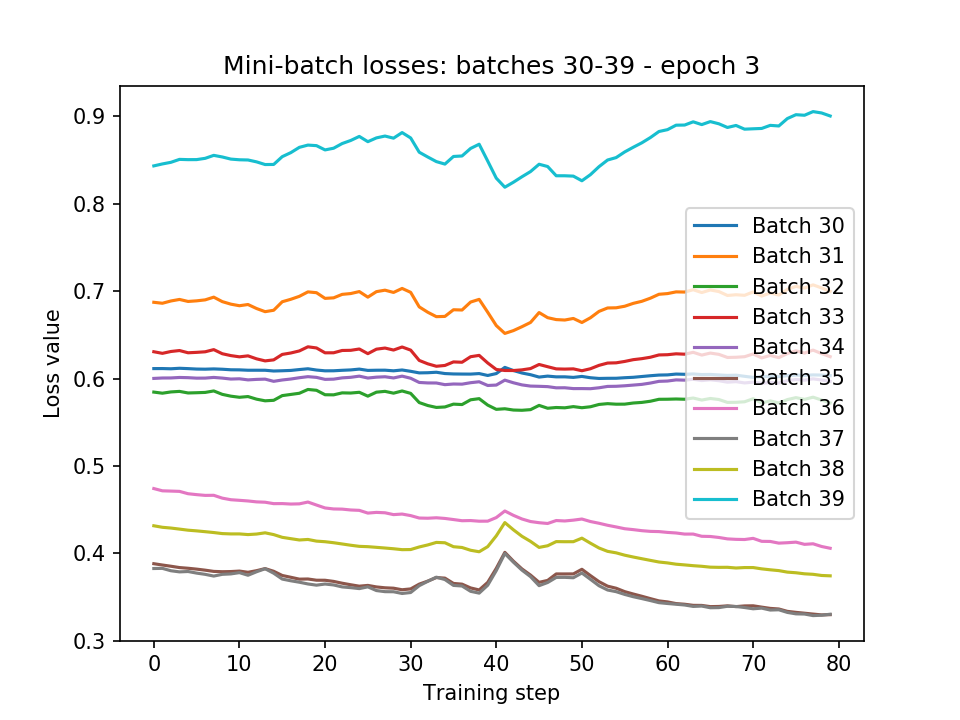 Mini-batch losses: batches 30-39 - epoch 3
0.9
0.8
0.7
0.6
0.5
0.4
0.3
Loss value
Batch 30
Batch 31
Batch 32
Batch 33
Batch 34
Batch 35
Batch 36
Batch 37
Batch 38
Batch 39
0 10 20 30 40 50 60 70 80
Training step